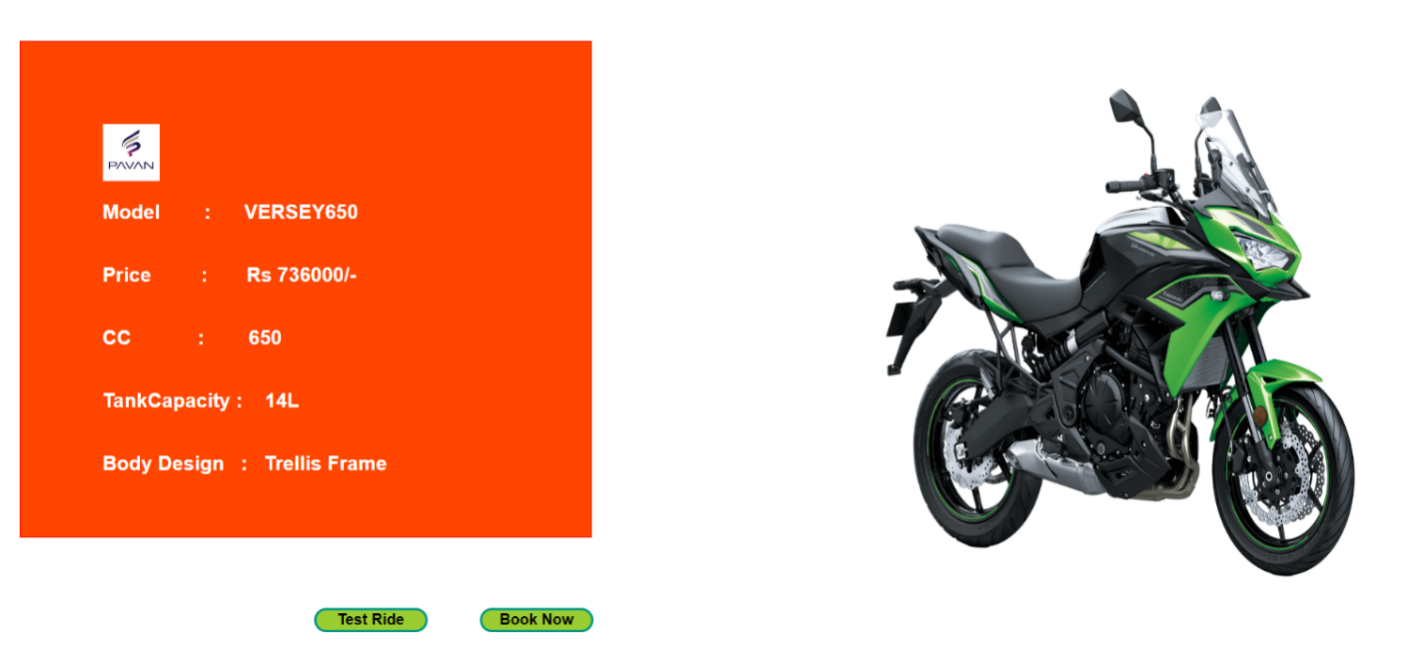 PAVAN
Model : VERSEY650
Price : Rs 736000/-
CC : 650
TankCapacity : 14L
Body Design : Trellis Frame
Test Ride
Book Now